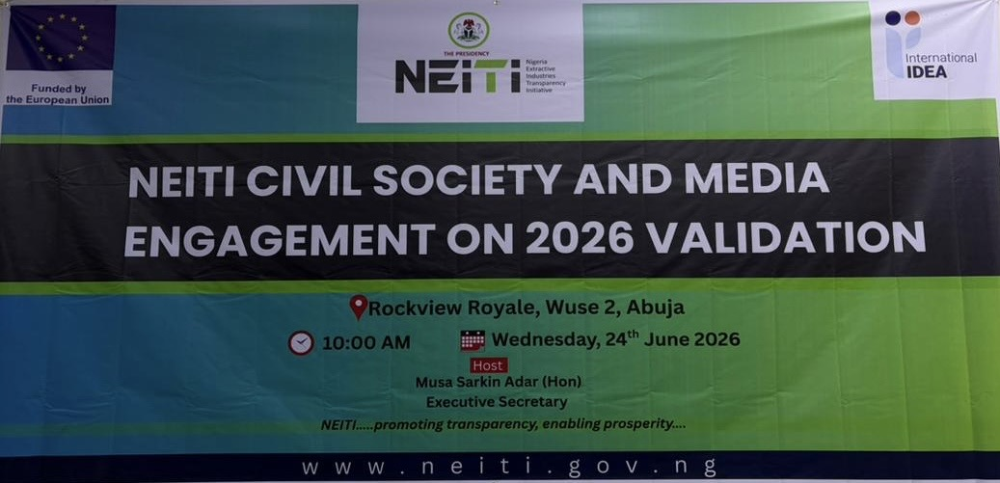 Funded by
the European Union
THE PRESIDENCY
NEITI
Nigeria
Extractive
Industries
Transparency
Initiative
International
IDEA
NEITI CIVIL SOCIETY AND MEDIA
ENGAGEMENT ON 2026 VALIDATION
Rockview Royale, Wuse 2, Abuja
10:00 AM
Wednesday, 24th June 2026
Host
Musa Sarkin Adar (Hon)
Executive Secretary
NEITI.....promoting transparency, enabling prosperity....
www.neiti.gov.ng